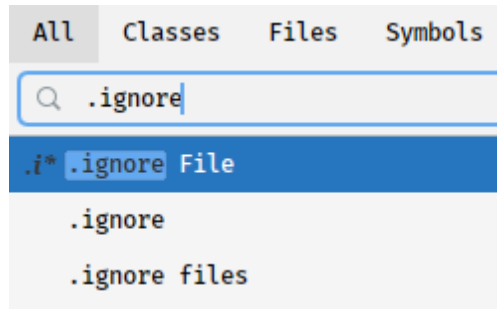 All Classes Files Symbols
.ignore
.i* .ignore File
.ignore
.ignore files